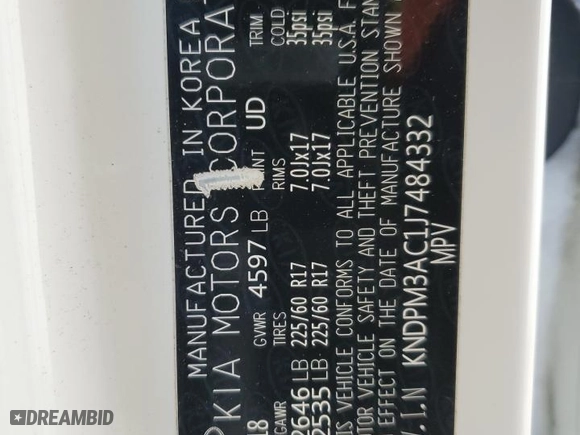 MANUFACTURED IN KOREA
KIA MOTORS CORPORAT
18 GVWR 4597 LB UD
GAWR TIRES RIMS TRIM COLD
2646 LB 225/60 R17 7.0Jx17 35psi
2535 LB 225/60 R17 7.0Jx17 35psi
IS VEHICLE CONFORMS TO ALL APPLICABLE U.S.A. F
TOR VEHICLE SAFETY AND THEFT PREVENTION STAN
EFFECT ON THE DATE OF MANUFACTURE SHOWN
V.I.N KNDPM3AC1J7484332
MPV
DREAMBID